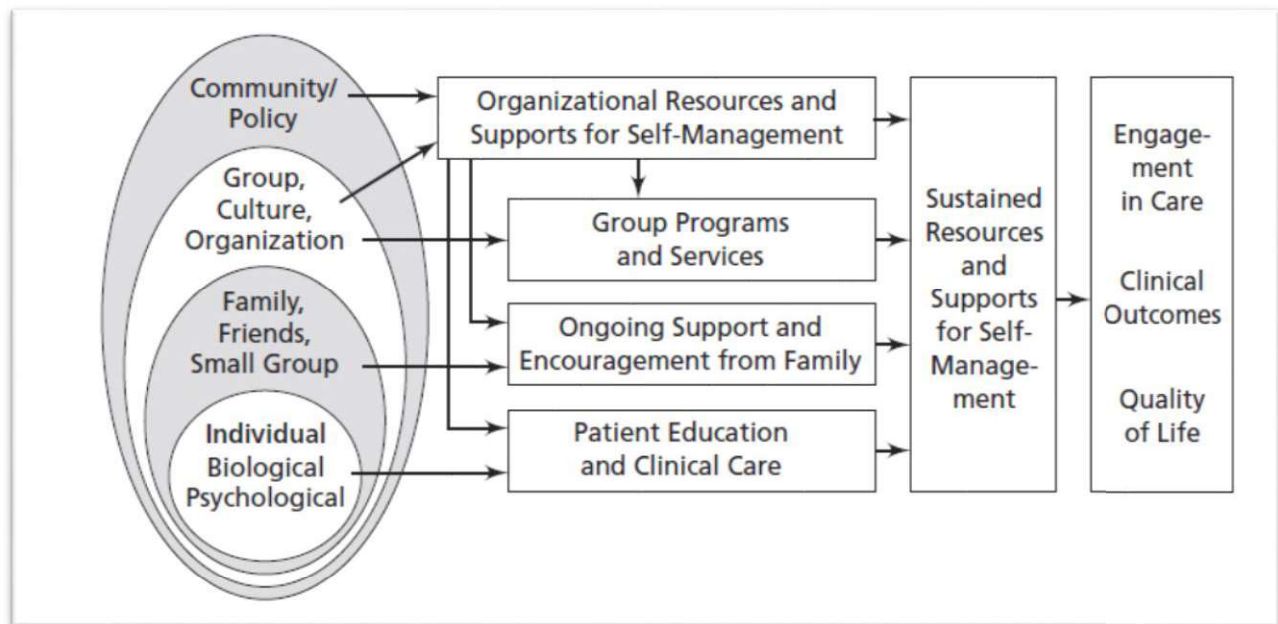 Community/
Policy
Group,
Culture,
Organization
Family,
Friends,
Small Group
Individual
Biological
Psychological
Organizational Resources and
Supports for Self-Management
Group Programs
and Services
Ongoing Support and
Encouragement from Family
Patient Education
and Clinical Care
Sustained
Resources
and
Supports
for Self-
Manage-
ment
Engage-
ment
in Care
Clinical
Outcomes
Quality
of Life